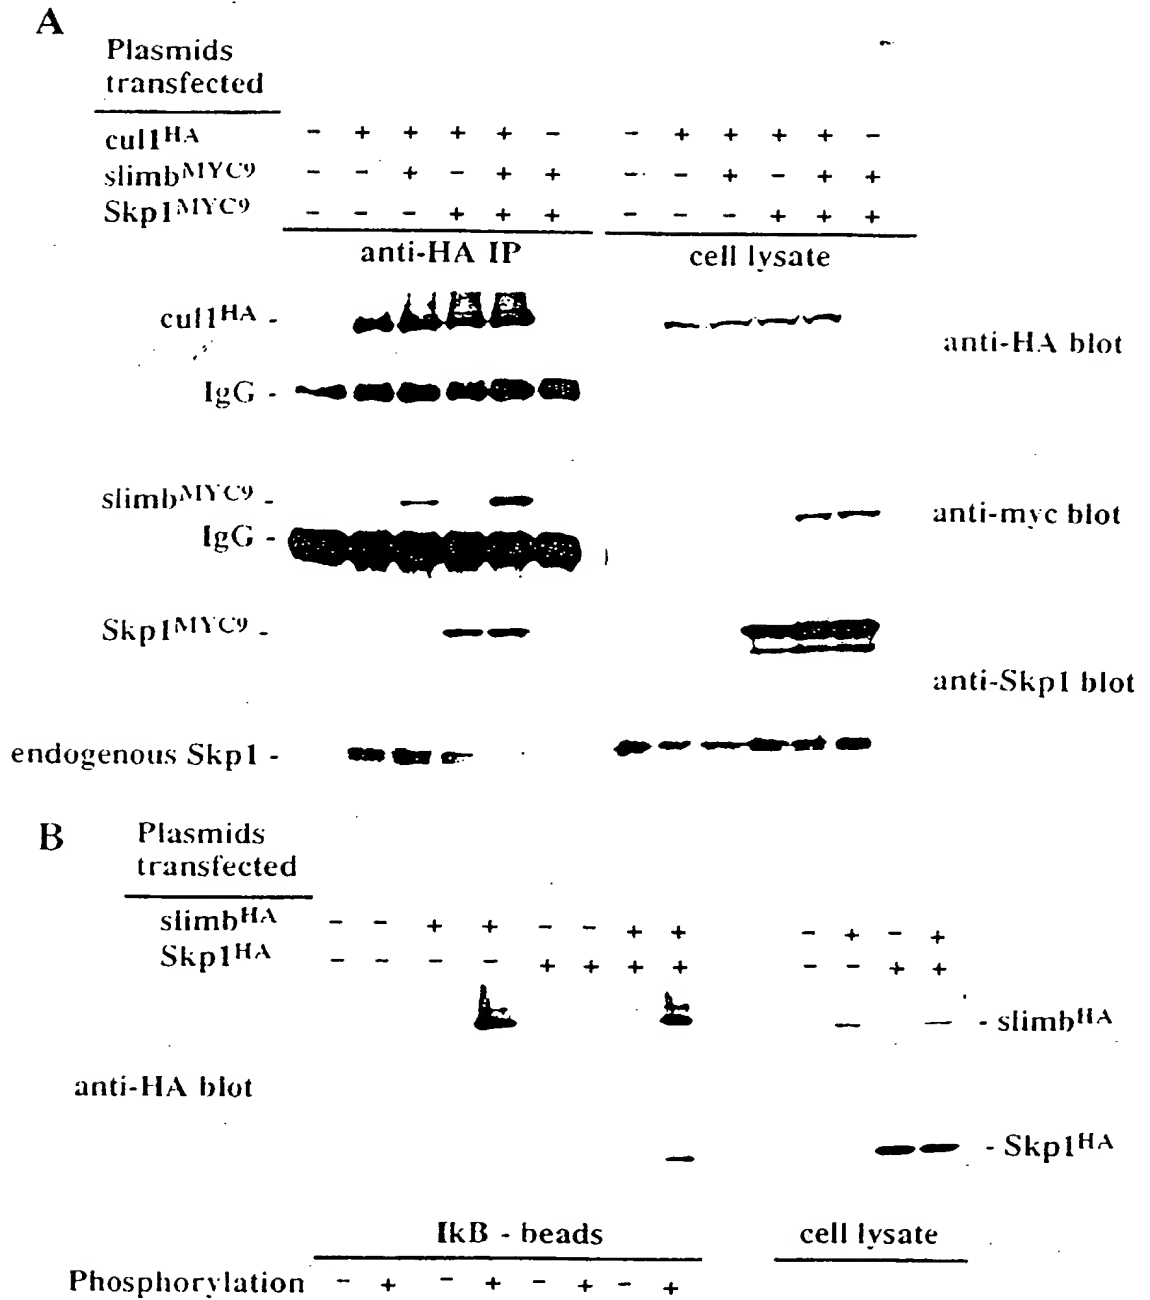 A
Plasmids
transfected
cul1HA - + + + + - - + + + + -
slimbMYC9 - - + - + + - - + - + +
Skp1MYC9 - - - + + + - - - + + +
anti-HA IP cell lysate
cul1HA -
anti-HA blot
IgG -
slimbMYC9 -
anti-myc blot
IgG -
Skp1MYC9 -
anti-Skp1 blot
endogenous Skp1 -
B
Plasmids
transfected
slimbHA - - + + - - + + - + - +
Skp1HA - - - - + + + + - - + +
- slimbHA
anti-HA blot
- Skp1HA
IkB - beads cell lysate
Phosphorylation - + - + - + - +